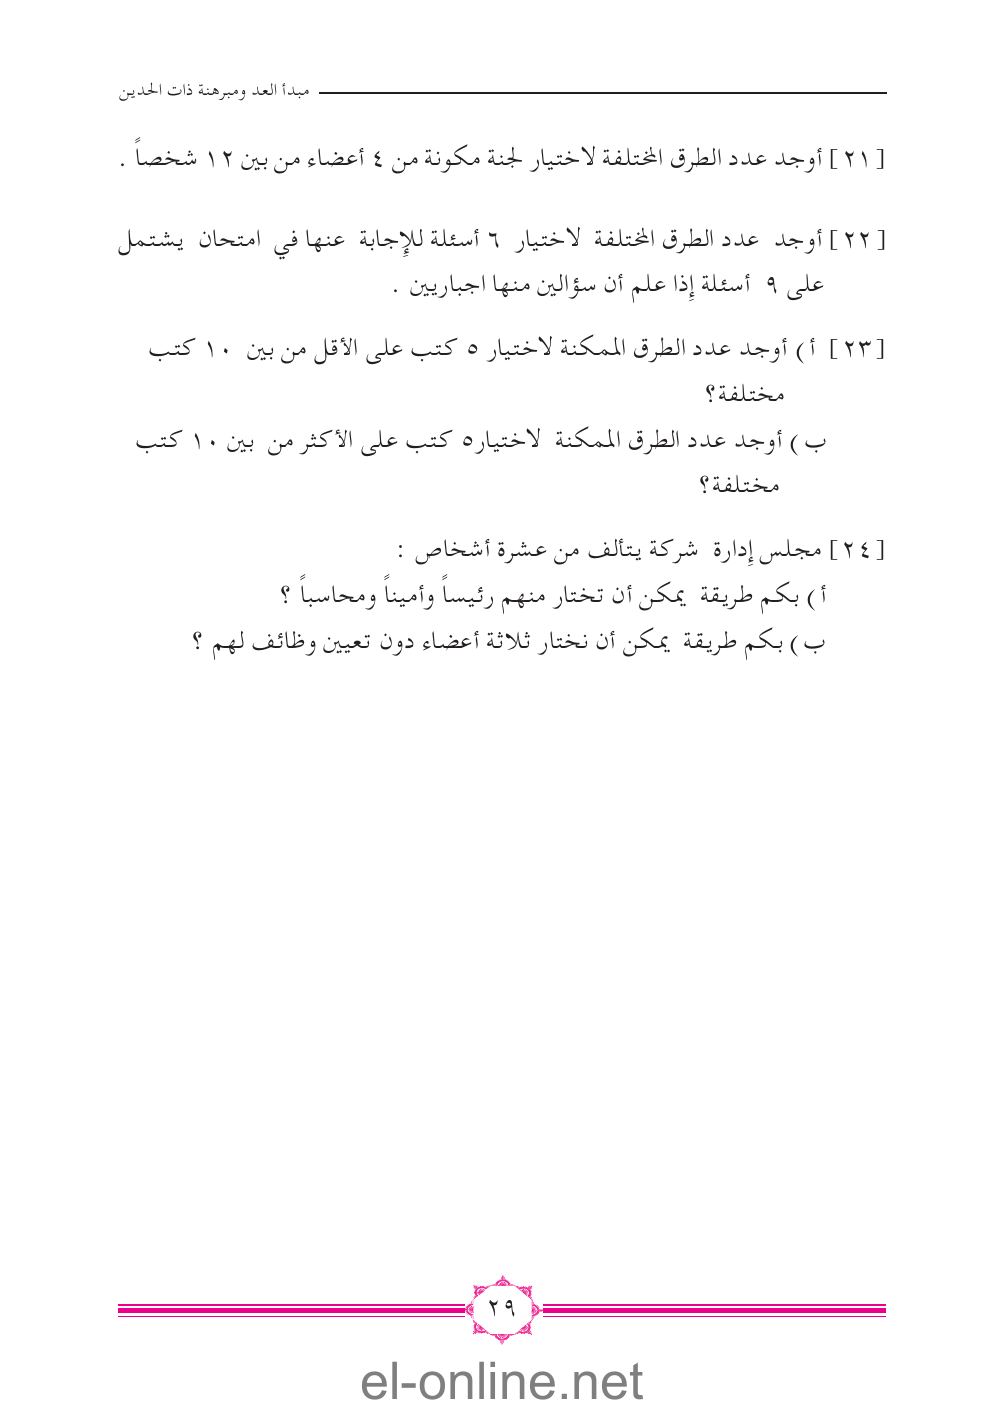 مبدأ العد ومبرهنة ذات الحدين
[ ٢١ ] أوجد عدد الطرق المختلفة لاختيار لجنة مكونة من ٤ أعضاء من بين ١٢ شخصاً .
[ ٢٢ ] أوجد عدد الطرق المختلفة لاختيار ٦ أسئلة للإجابة عنها في امتحان يشتمل
على ٩ أسئلة إذا علم أن سؤالين منها اجباريين .
[ ٢٣ ] أ ) أوجد عدد الطرق الممكنة لاختيار ٥ كتب على الأقل من بين ١٠ كتب
مختلفة؟
ب ) أوجد عدد الطرق الممكنة لاختيار٥ كتب على الأكثر من بين ١٠ كتب
مختلفة؟
[ ٢٤ ] مجلس إدارة شركة يتألف من عشرة أشخاص :
أ ) بكم طريقة يمكن أن تختار منهم رئيساً وأميناً ومحاسباً ؟
ب ) بكم طريقة يمكن أن نختار ثلاثة أعضاء دون تعيين وظائف لهم ؟
٢٩
el-online.net